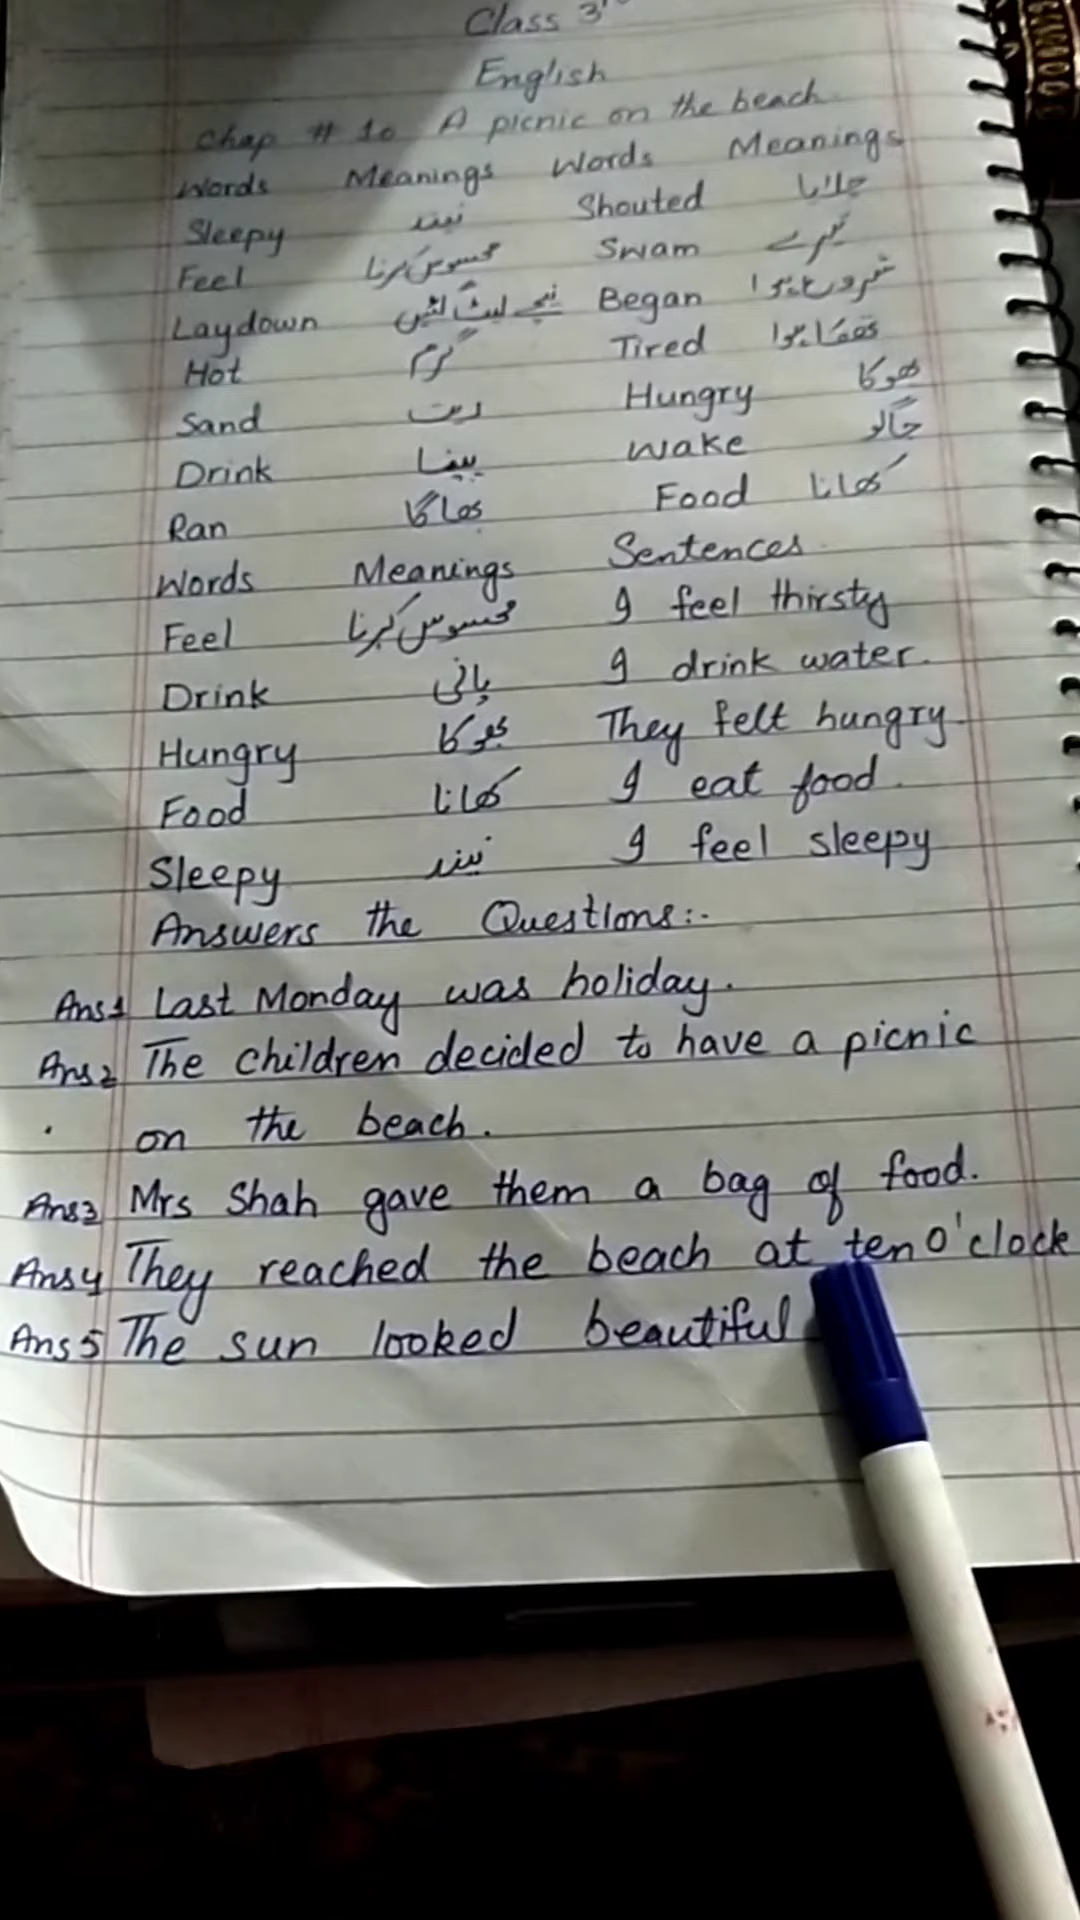 Class 3
English
Chap # 10 A picnic on the beach
Words Meanings Words Meanings
Sleepy نیند Shouted چلایا
Feel محسوس کرنا Swam تیرے
Laydown نیچے لیٹ گئیں Began شروع ہوا
Hot گرم Tired تھکا ہوا
Sand ریت Hungry بھوکا
Drink پینا Wake جاگو
Ran بھاگا Food کھانا
Words Meanings Sentences
Feel محسوس کرنا I feel thirsty
Drink پانی I drink water.
Hungry بھوکا They felt hungry
Food کھانا I eat food.
Sleepy نیند I feel sleepy
Answers the Questions:-
Ans1 Last Monday was holiday.
Ans2 The children decided to have a picnic
on the beach.
Ans3 Mrs Shah gave them a bag of food.
Ans4 They reached the beach at ten O'clock
Ans5 The sun looked beautiful